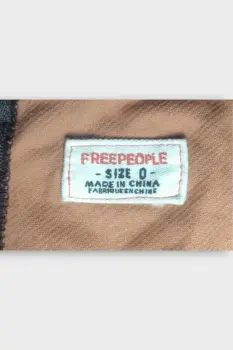 FREEPEOPLE
- SIZE 0 -
MADE IN CHINA
FABRIQUE EN CHINE